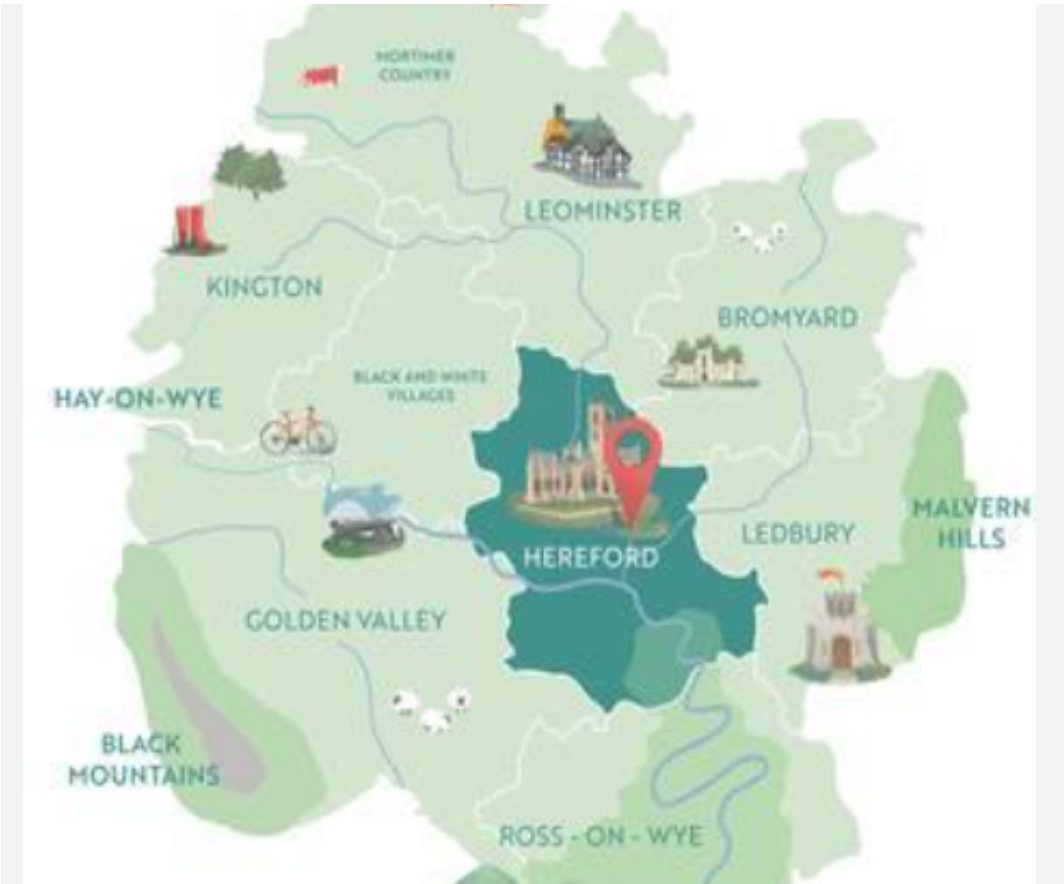 MORTIMER
COUNTRY
LEOMINSTER
KINGTON
BROMYARD
BLACK AND WHITE
VILLAGES
HAY-ON-WYE
MALVERN
HILLS
LEDBURY
HEREFORD
GOLDEN VALLEY
BLACK
MOUNTAINS
ROSS - ON - WYE